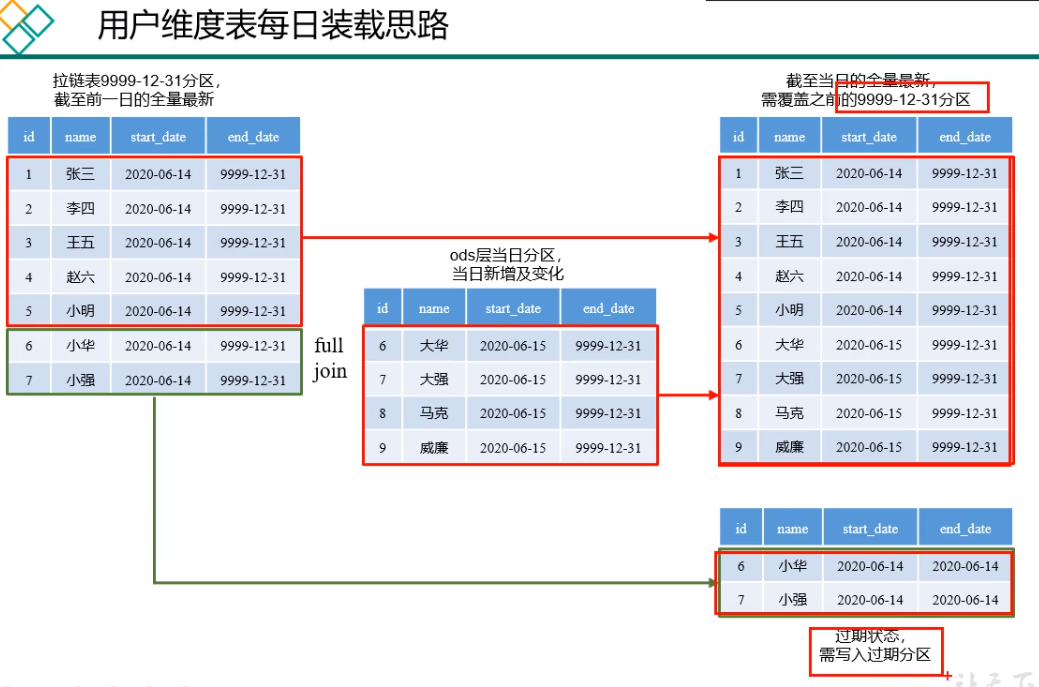 用户维度表每日装载思路
拉链表9999-12-31分区，
截至前一日的全量最新
id name start_date end_date
1 张三 2020-06-14 9999-12-31
2 李四 2020-06-14 9999-12-31
3 王五 2020-06-14 9999-12-31
4 赵六 2020-06-14 9999-12-31
5 小明 2020-06-14 9999-12-31
6 小华 2020-06-14 9999-12-31
7 小强 2020-06-14 9999-12-31
full
join
ods层当日分区，
当日新增及变化
id name start_date end_date
6 大华 2020-06-15 9999-12-31
7 大强 2020-06-15 9999-12-31
8 马克 2020-06-15 9999-12-31
9 威廉 2020-06-15 9999-12-31
截至当日的全量最新，
需覆盖之前的9999-12-31分区
id name start_date end_date
1 张三 2020-06-14 9999-12-31
2 李四 2020-06-14 9999-12-31
3 王五 2020-06-14 9999-12-31
4 赵六 2020-06-14 9999-12-31
5 小明 2020-06-14 9999-12-31
6 大华 2020-06-15 9999-12-31
7 大强 2020-06-15 9999-12-31
8 马克 2020-06-15 9999-12-31
9 威廉 2020-06-15 9999-12-31
id name start_date end_date
6 小华 2020-06-14 2020-06-14
7 小强 2020-06-14 2020-06-14
过期状态，
需写入过期分区